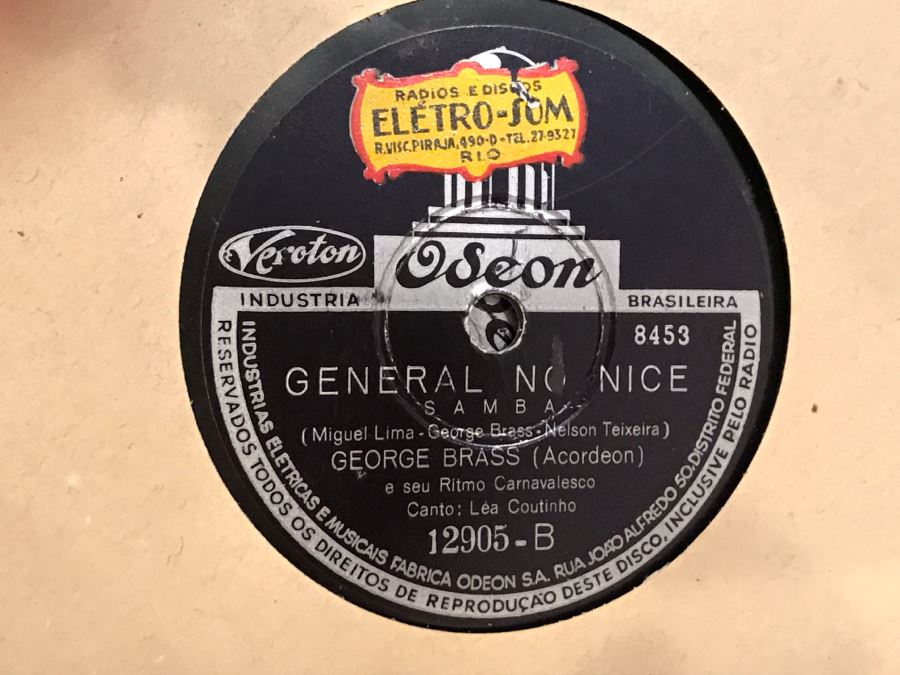 RADIOS E DISCOS
ELÉTRO-SOM
R.VISC.PIRAJA,490-D-TEL.27-9327
RIO
Veroton
Odeon
INDUSTRIA BRASILEIRA
8453
GENERAL NO NICE
SAMBA
(Miguel Lima - George Brass - Nelson Teixeira)
GEORGE BRASS (Acordeon)
e seu Ritmo Carnavalesco
Canto: Léa Coutinho
12905-B
INDUSTRIAS ELETRICAS E MUSICAIS FABRICA ODEON S.A. RUA JOÃO ALFREDO 50, DISTRITO FEDERAL
RESERVADOS TODOS OS DIREITOS DE REPRODUÇAO DESTE DISCO, INCLUSIVE PELO RADIO